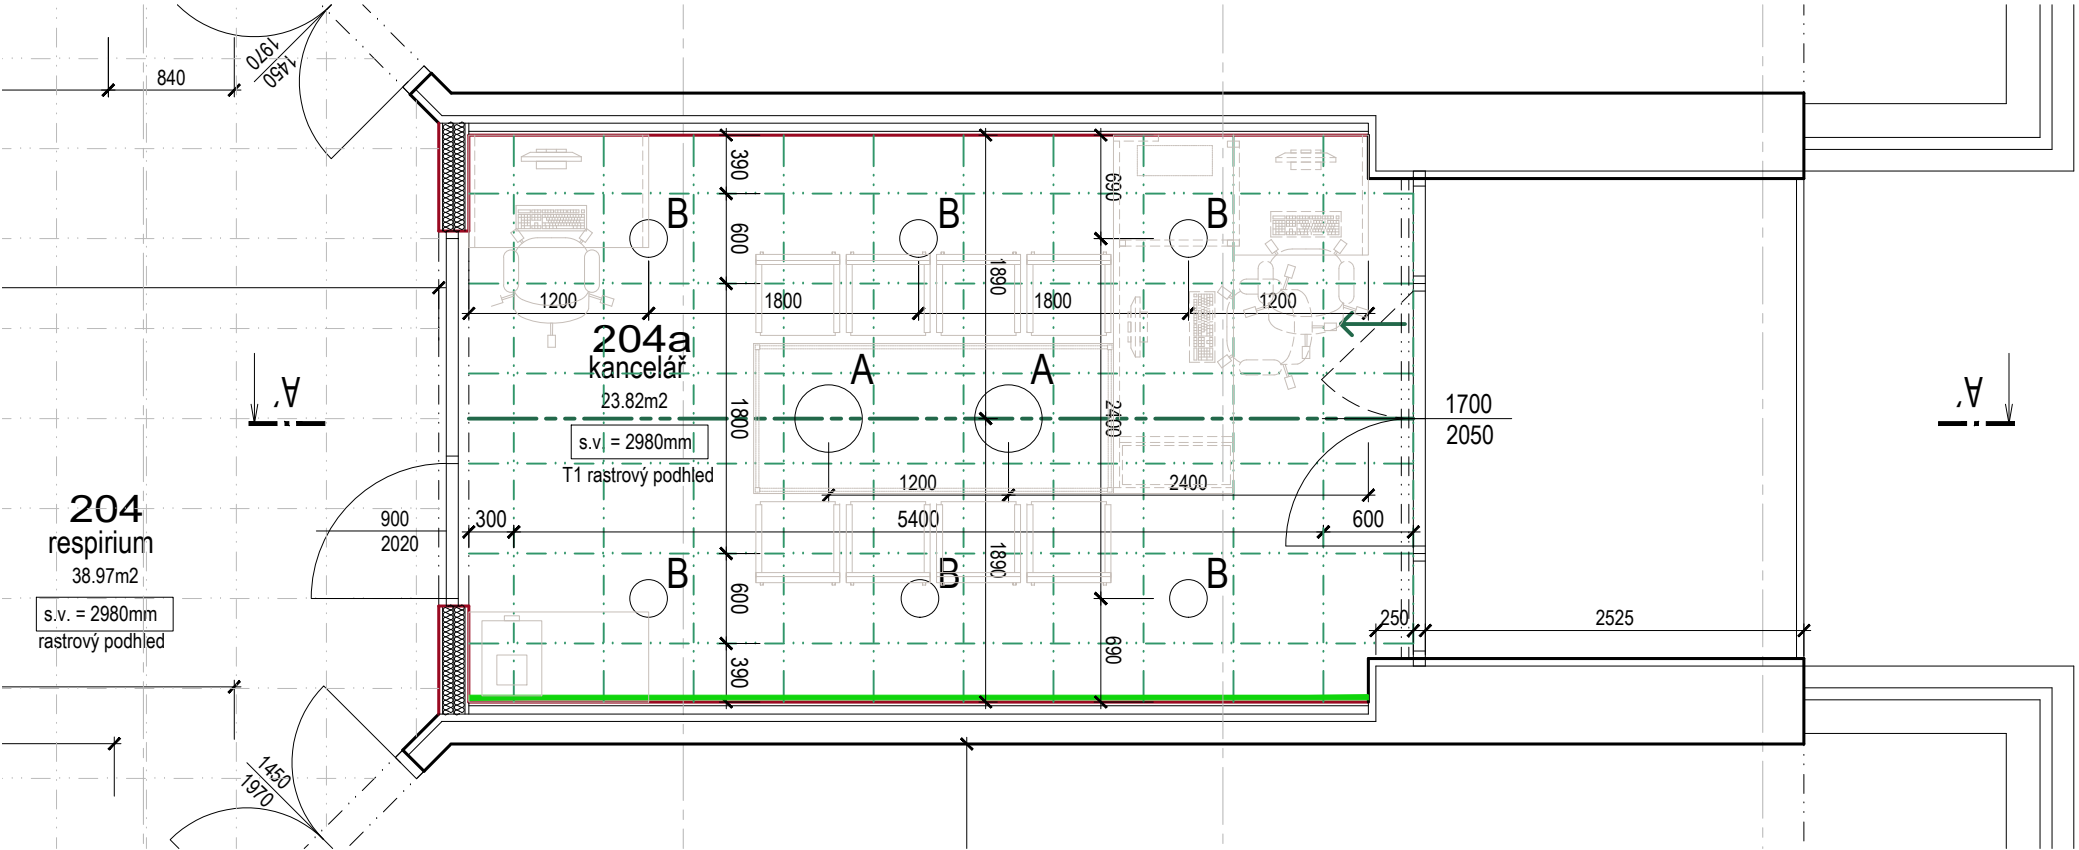 840
1970
1450
390
690
B
B
B
600
1890
1200
1800
1800
1200
204a
kancelář
23.82m2
s.v. = 2980mm
T1 rastrový podhled
A
A
1800
2400
A'
A'
1700
2050
1200
2400
204
respirium
38.97m2
s.v. = 2980mm
rastrový podhled
900
2020
300
5400
600
1890
B
B
B
600
690
390
250
2525
1450
1970